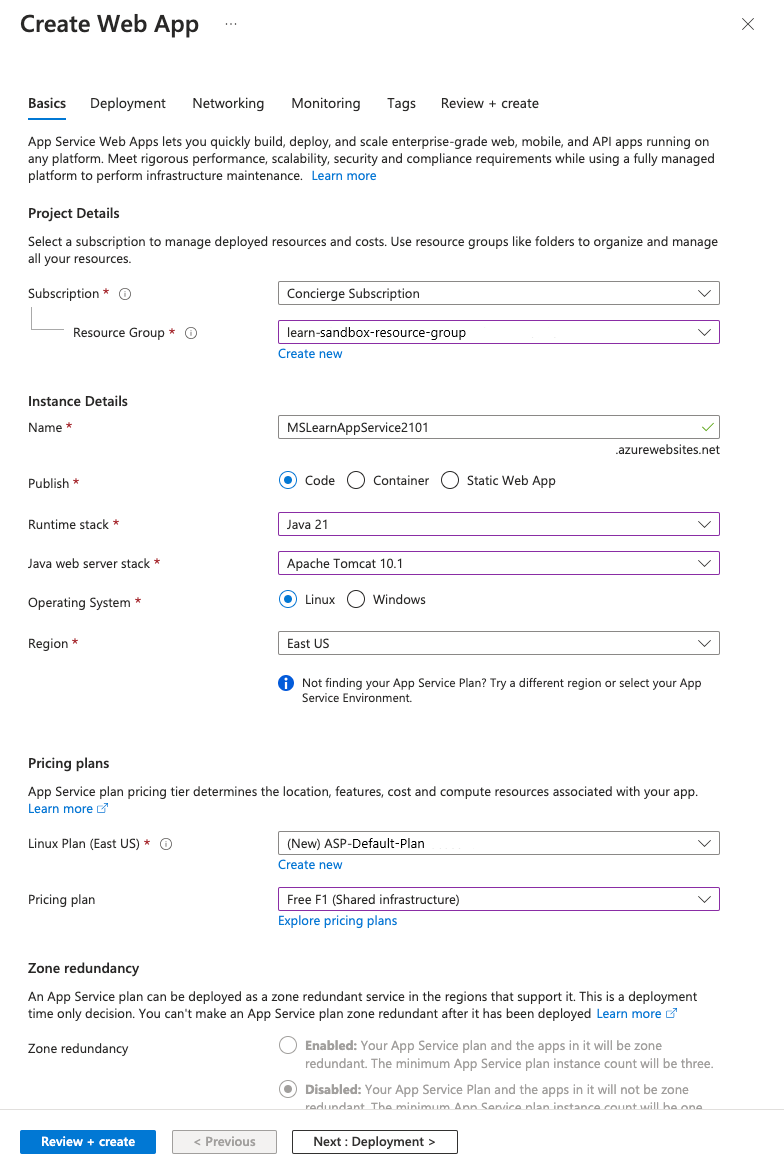 Create Web App ...
Basics Deployment Networking Monitoring Tags Review + create
App Service Web Apps lets you quickly build, deploy, and scale enterprise-grade web, mobile, and API apps running on
any platform. Meet rigorous performance, scalability, security and compliance requirements while using a fully managed
platform to perform infrastructure maintenance. Learn more
Project Details
Select a subscription to manage deployed resources and costs. Use resource groups like folders to organize and manage
all your resources.
Subscription * Concierge Subscription
Resource Group * learn-sandbox-resource-group
Create new
Instance Details
Name * MSLearnAppService2101
.azurewebsites.net
Publish * Code Container Static Web App
Runtime stack * Java 21
Java web server stack * Apache Tomcat 10.1
Operating System * Linux Windows
Region * East US
Not finding your App Service Plan? Try a different region or select your App
Service Environment.
Pricing plans
App Service plan pricing tier determines the location, features, cost and compute resources associated with your app.
Learn more
Linux Plan (East US) * (New) ASP-Default-Plan
Create new
Pricing plan Free F1 (Shared infrastructure)
Explore pricing plans
Zone redundancy
An App Service plan can be deployed as a zone redundant service in the regions that support it. This is a deployment
time only decision. You can't make an App Service plan zone redundant after it has been deployed Learn more
Zone redundancy Enabled: Your App Service plan and the apps in it will be zone
redundant. The minimum App Service plan instance count will be three.
Disabled: Your App Service Plan and the apps in it will not be zone
redundant. The minimum App Service plan instance count will be one.
Review + create < Previous Next : Deployment >